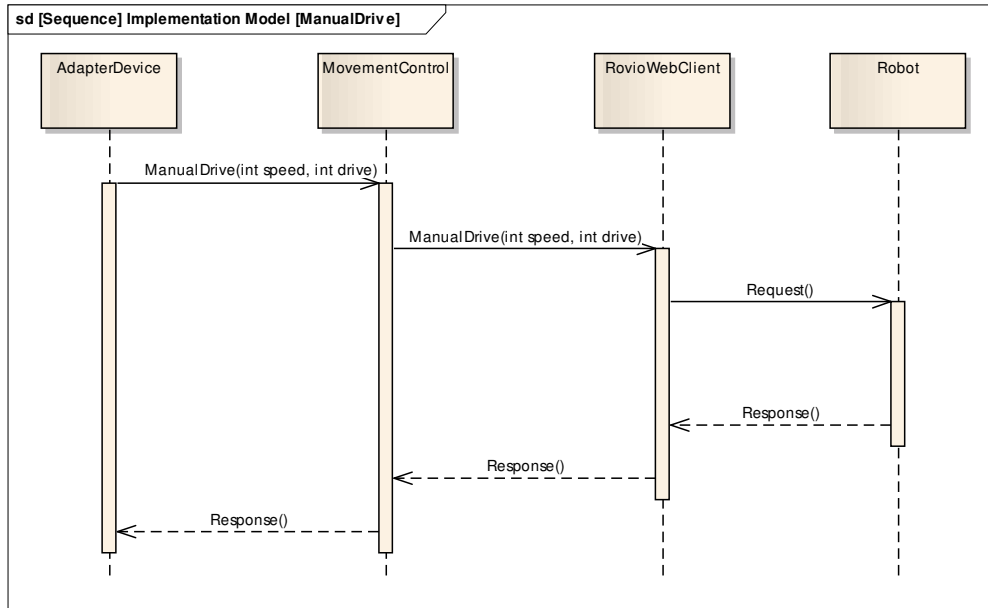 sd [Sequence] Implementation Model [ManualDrive]
AdapterDevice
MovementControl
RovioWebClient
Robot
ManualDrive(int speed, int drive)
ManualDrive(int speed, int drive)
Request()
Response()
Response()
Response()